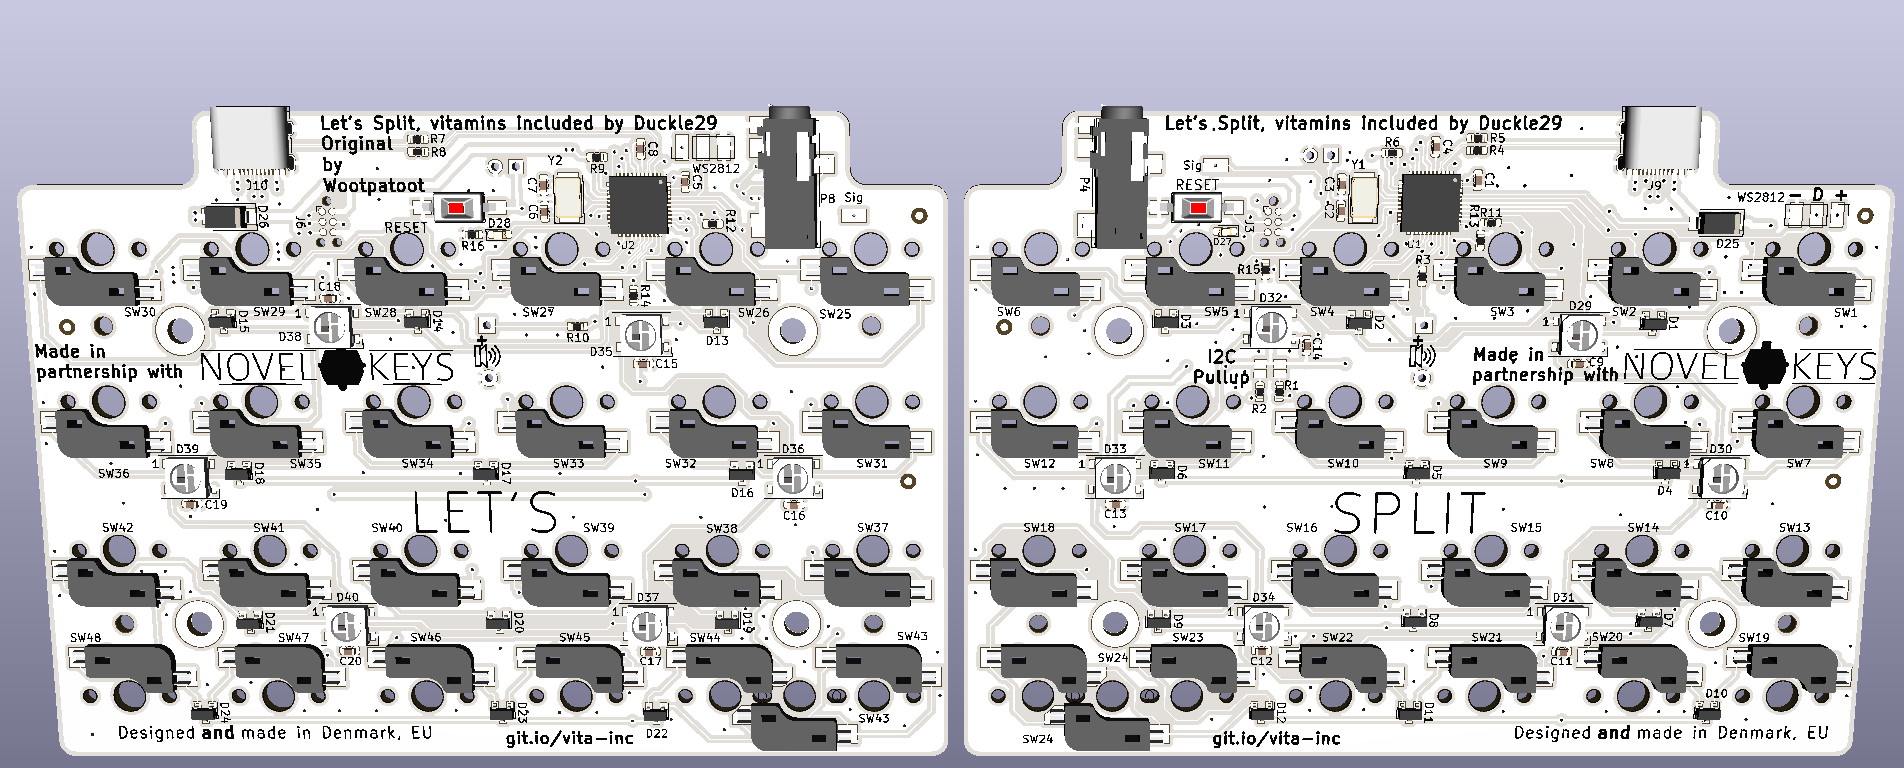 Let's Split, vitamins included by Duckle29
Original
by
Wootpatoot
R7
R8
Y2
R9
C8
WS2812
C5
C7
C6
J10
D26
J6
RESET
R16
D28
J2
R12
P8
Sig
SW30
SW29
SW28
SW27
SW26
SW25
C18
D15
D38
D14
R10
R14
D35
C15
D13
Made in
partnership with
NOVEL KEYS
SW36
SW35
SW34
SW33
SW32
SW31
D39
D18
D17
D16
D36
C19
C16
LET'S
SW42
SW41
SW40
SW39
SW38
SW37
D21
D40
D20
D37
D19
SW48
SW47
SW46
SW45
SW44
SW43
C20
C17
D24
D23
D22
SW43
Designed and made in Denmark, EU
git.io/vita-inc
Let's Split, vitamins included by Duckle29
P4
Sig
RESET
D27
J3
R6
C4
R5
R4
Y1
C3
C2
C1
J1
R13
R11
R15
R3
J9
WS2812 - D +
D25
SW6
SW5
SW4
SW3
SW2
SW1
D3
D32
D2
D29
D1
C14
C9
I2C
Pullup
R2
R1
Made in
partnership with
NOVEL KEYS
SW12
SW11
SW10
SW9
SW8
SW7
D33
D6
D5
D4
D30
C13
C10
SPLIT
SW18
SW17
SW16
SW15
SW14
SW13
D9
D34
D8
D31
D7
SW24
SW23
SW22
SW21
SW20
SW19
C12
C11
D12
D11
D10
SW24
git.io/vita-inc
Designed and made in Denmark, EU